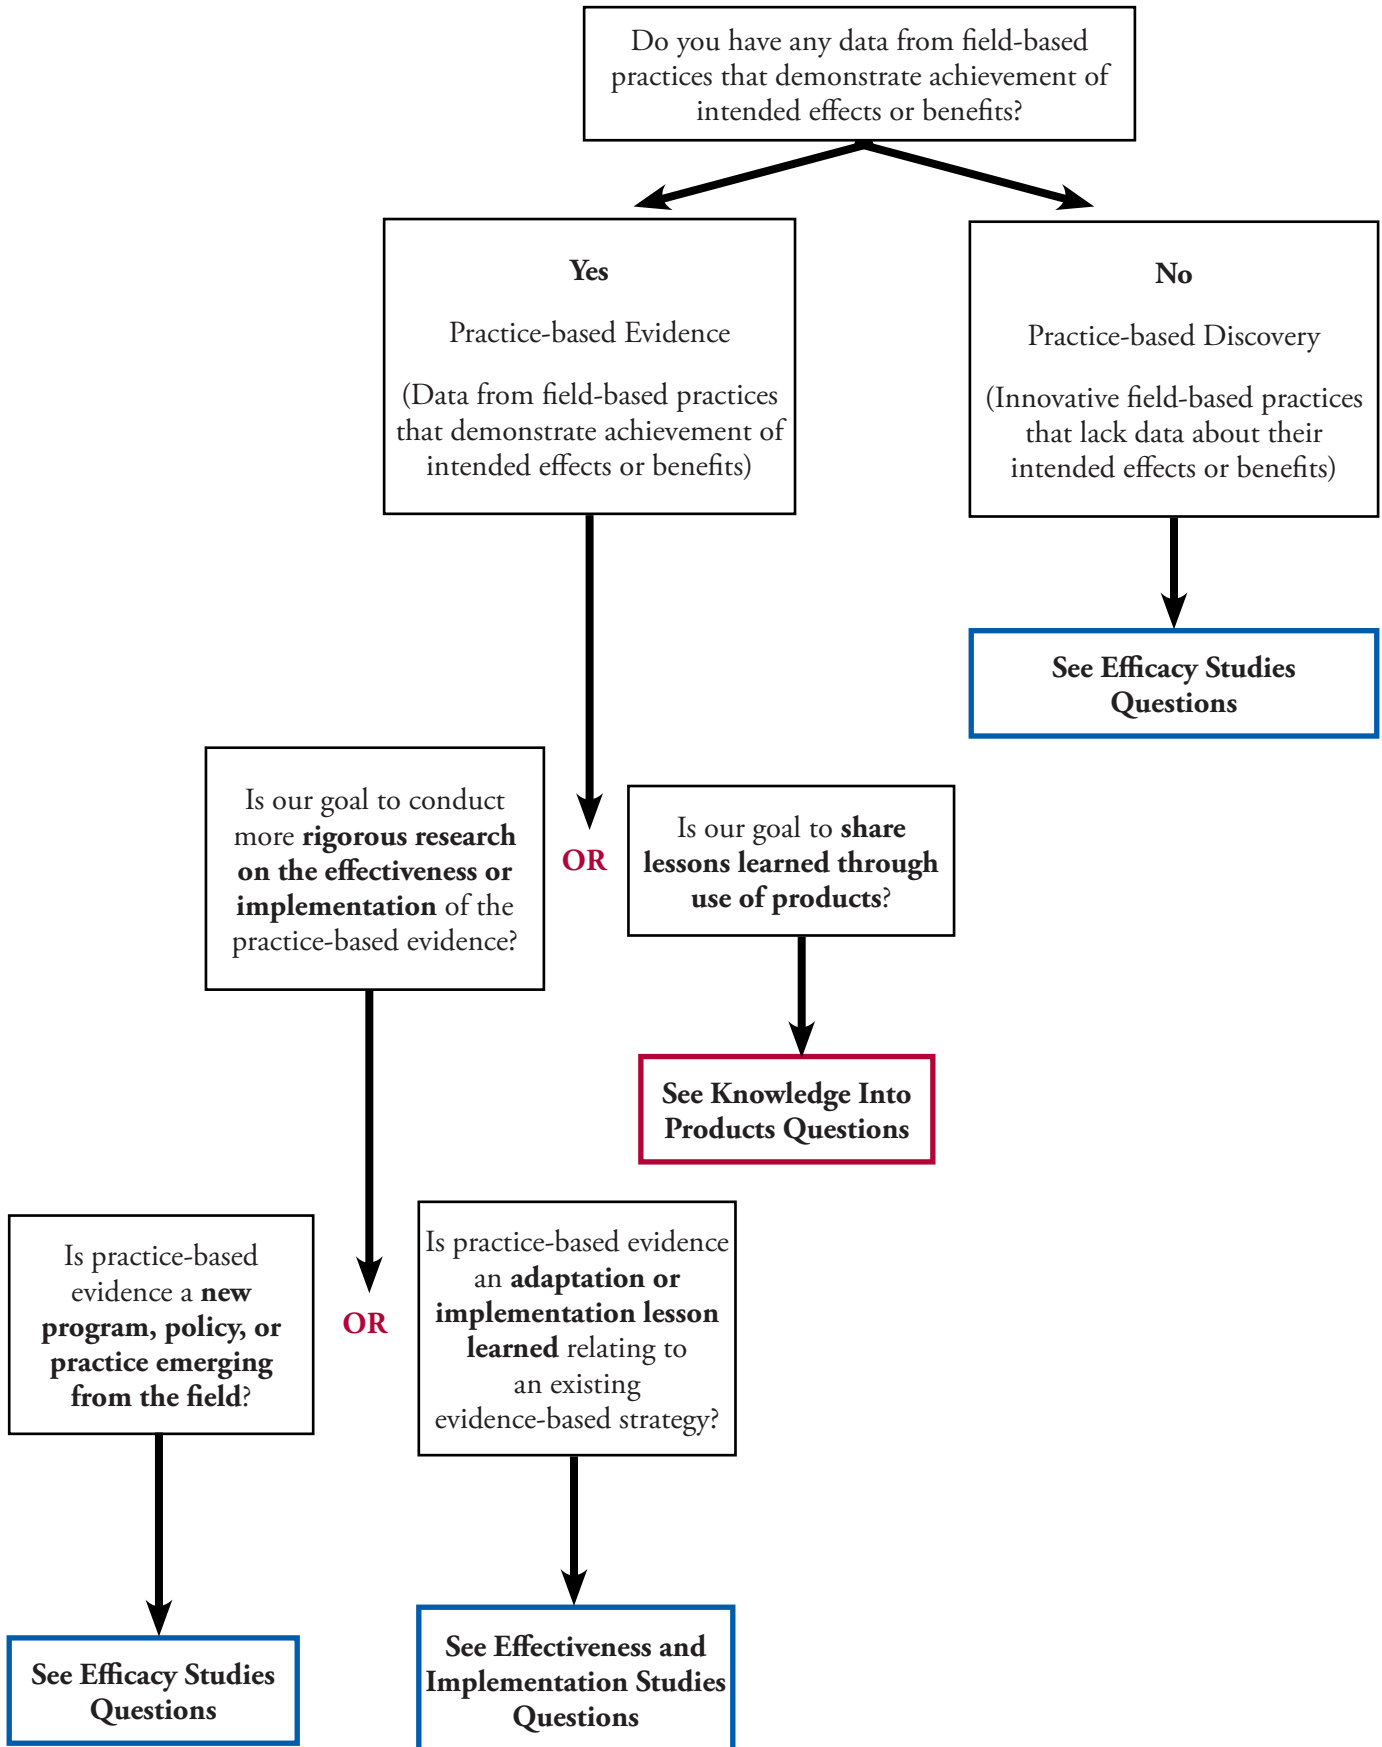 Do you have any data from field-based
practices that demonstrate achievement of
intended effects or benefits?
Yes
Practice-based Evidence
(Data from field-based practices
that demonstrate achievement of
intended effects or benefits)
No
Practice-based Discovery
(Innovative field-based practices
that lack data about their
intended effects or benefits)
See Efficacy Studies
Questions
Is our goal to conduct
more rigorous research
on the effectiveness or
implementation of the
practice-based evidence?
OR
Is our goal to share
lessons learned through
use of products?
See Knowledge Into
Products Questions
Is practice-based
evidence a new
program, policy, or
practice emerging
from the field?
OR
Is practice-based evidence
an adaptation or
implementation lesson
learned relating to
an existing
evidence-based strategy?
See Efficacy Studies
Questions
See Effectiveness and
Implementation Studies
Questions